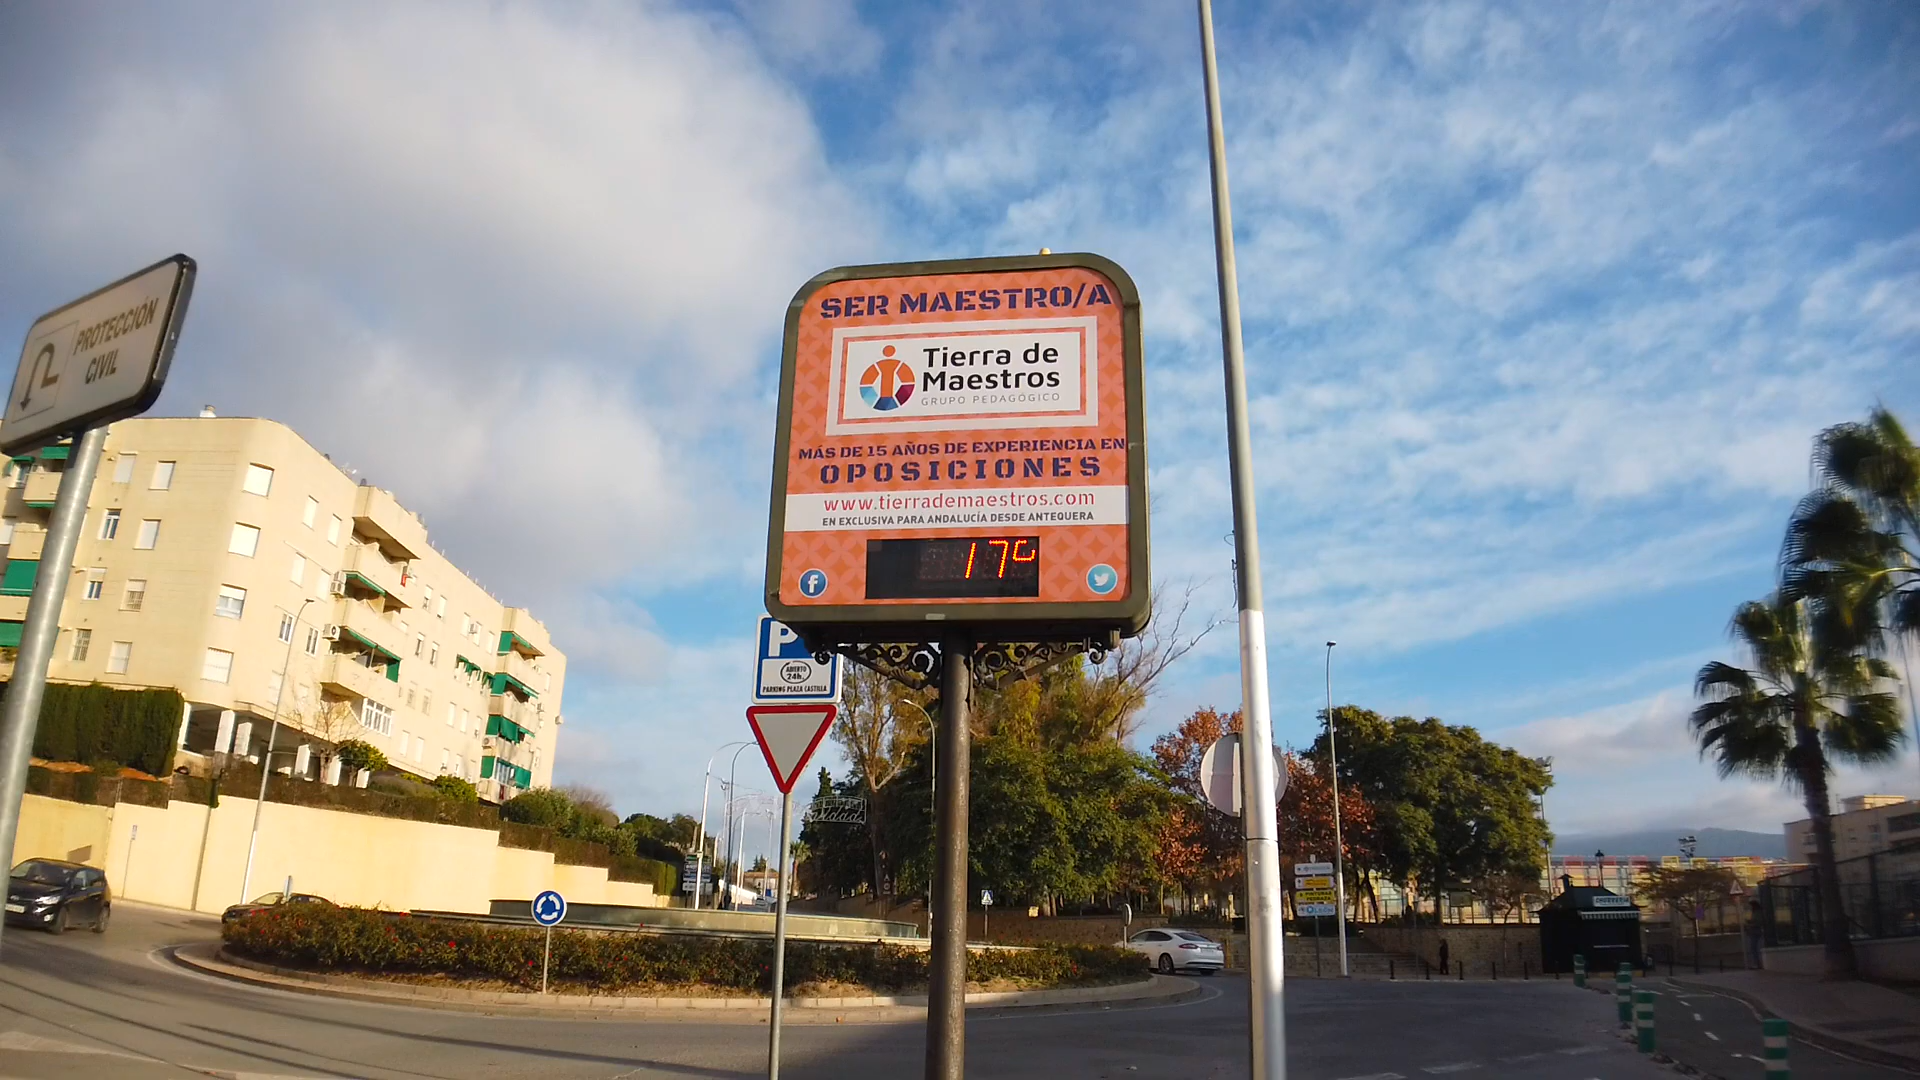 PROTECCIÓN
CIVIL
SER MAESTRO/A
Tierra de
Maestros
GRUPO PEDAGÓGICO
MÁS DE 15 AÑOS DE EXPERIENCIA EN
OPOSICIONES
www.tierrademaestros.com
EN EXCLUSIVA PARA ANDALUCÍA DESDE ANTEQUERA
17º
f
P
ABIERTO
24h.
PARKING PLAZA CASTILLA